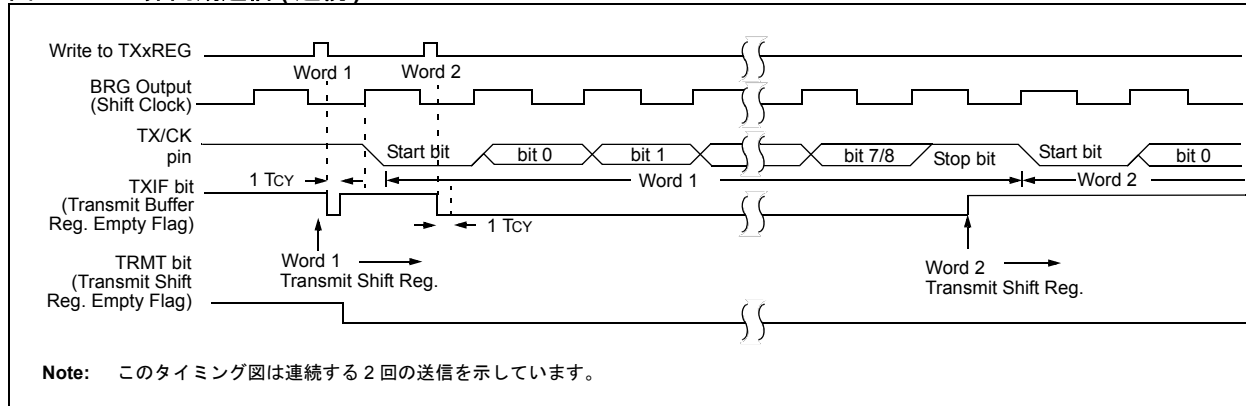 Write to TXxREG
Word 1
Word 2
BRG Output
(Shift Clock)
TX/CK
pin
Start bit
bit 0
bit 1
bit 7/8
Stop bit
Start bit
bit 0
1 TCY
Word 1
Word 2
TXIF bit
(Transmit Buffer
Reg. Empty Flag)
1 TCY
Word 1
Transmit Shift Reg.
Word 2
Transmit Shift Reg.
TRMT bit
(Transmit Shift
Reg. Empty Flag)
Note: このタイミング図は連続する 2 回の送信を示しています。